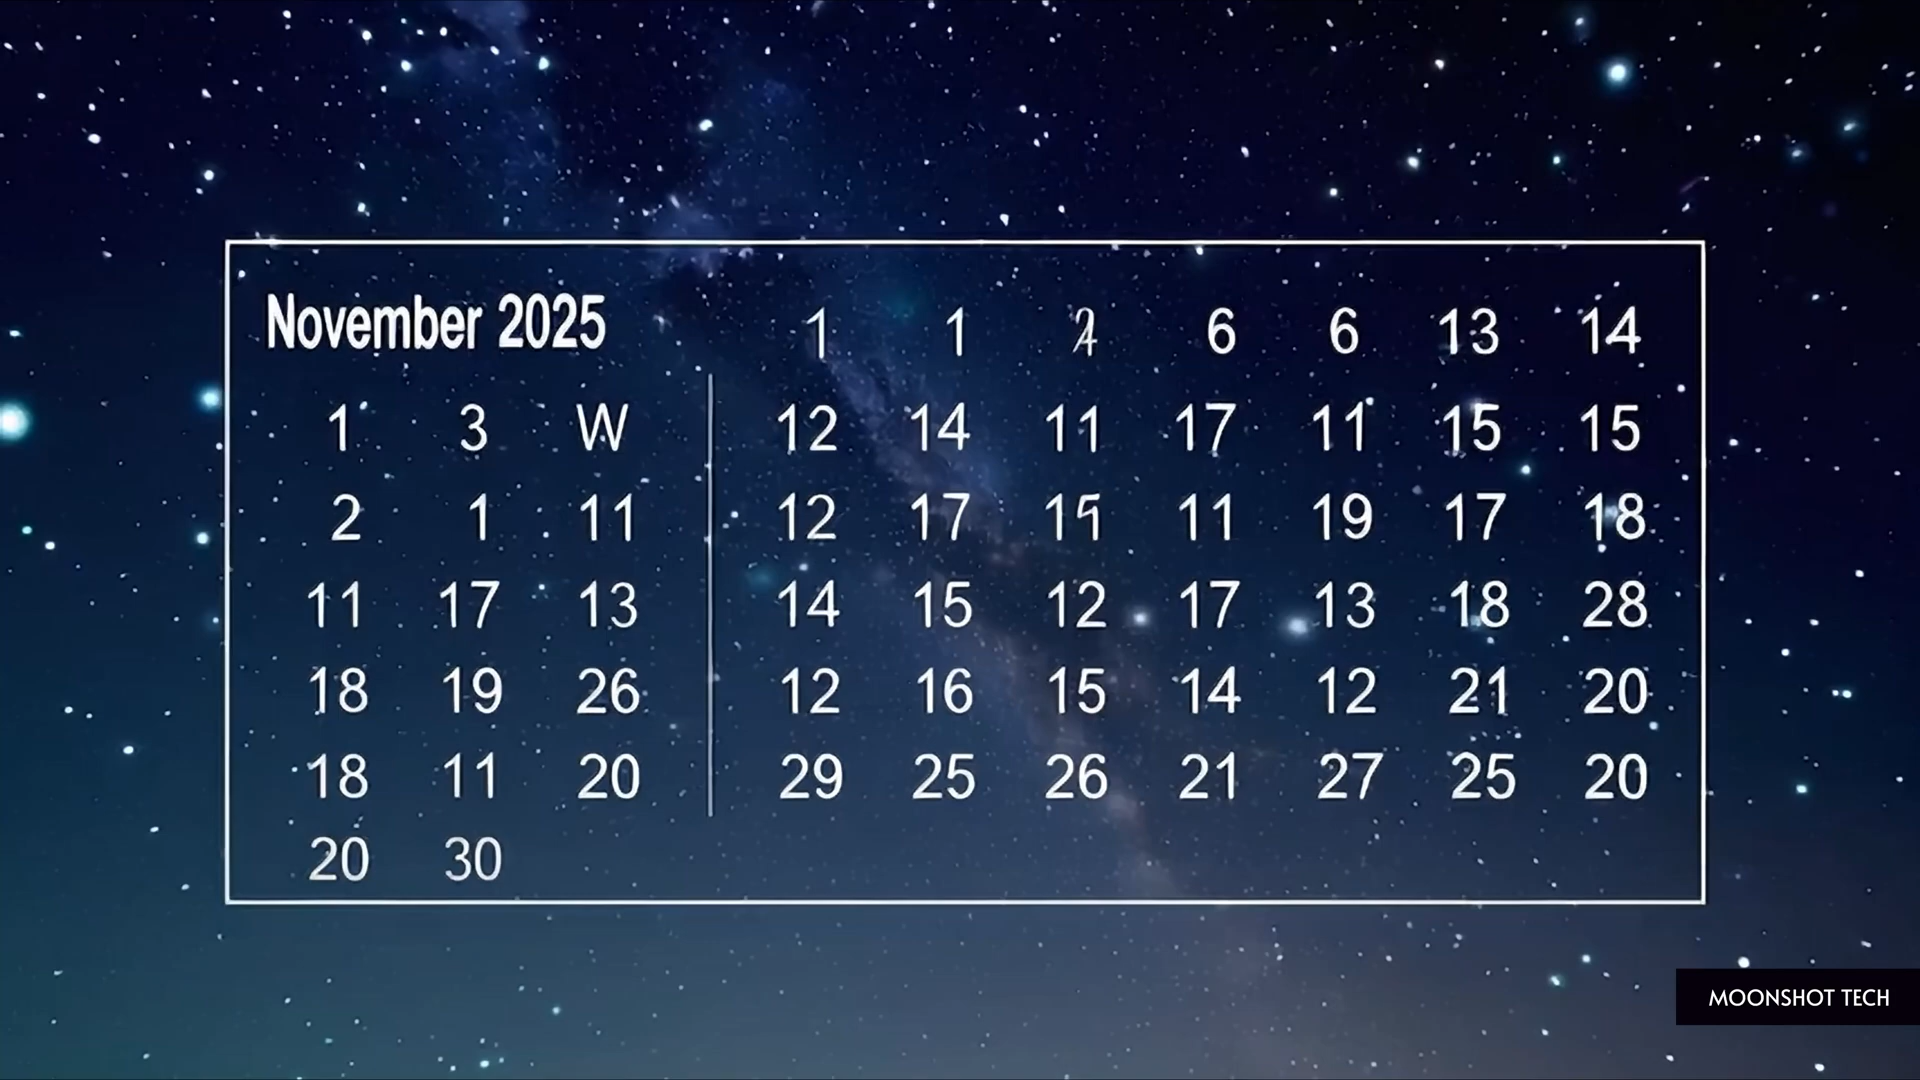 November 2025 1 1 6 6 13 14
1 3 W 12 14 11 17 11 15 15
2 1 11 12 17 15 11 19 17 18
11 17 13 14 15 12 17 13 18 28
18 19 26 12 16 15 14 12 21 20
18 11 20 29 25 26 21 27 25 20
20 30
MOONSHOT TECH